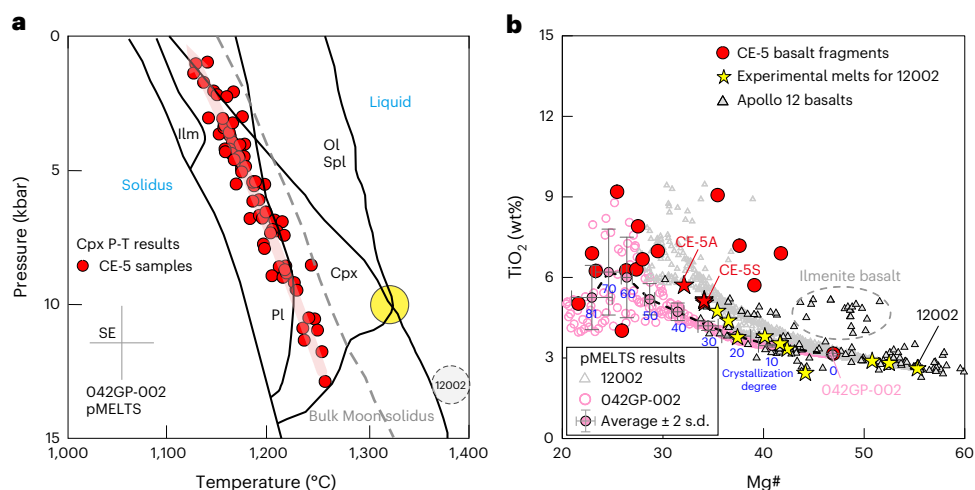 a
0
5
10
15
Pressure (kbar)
1,000
1,100
1,200
1,300
1,400
Temperature (°C)
Liquid
Ol
Spl
Ilm
Solidus
Cpx P-T results
CE-5 samples
Cpx
Pl
SE
042GP-002
pMELTS
12002
Bulk Moon solidus
b
15
12
9
6
3
0
TiO2 (wt%)
20
30
40
50
60
Mg#
CE-5 basalt fragments
Experimental melts for 12002
Apollo 12 basalts
CE-5A
CE-5S
Ilmenite basalt
12002
81
70
60
50
40
30
20
10
0
Crystallization
degree
042GP-002
pMELTS results
12002
042GP-002
Average ± 2 s.d.